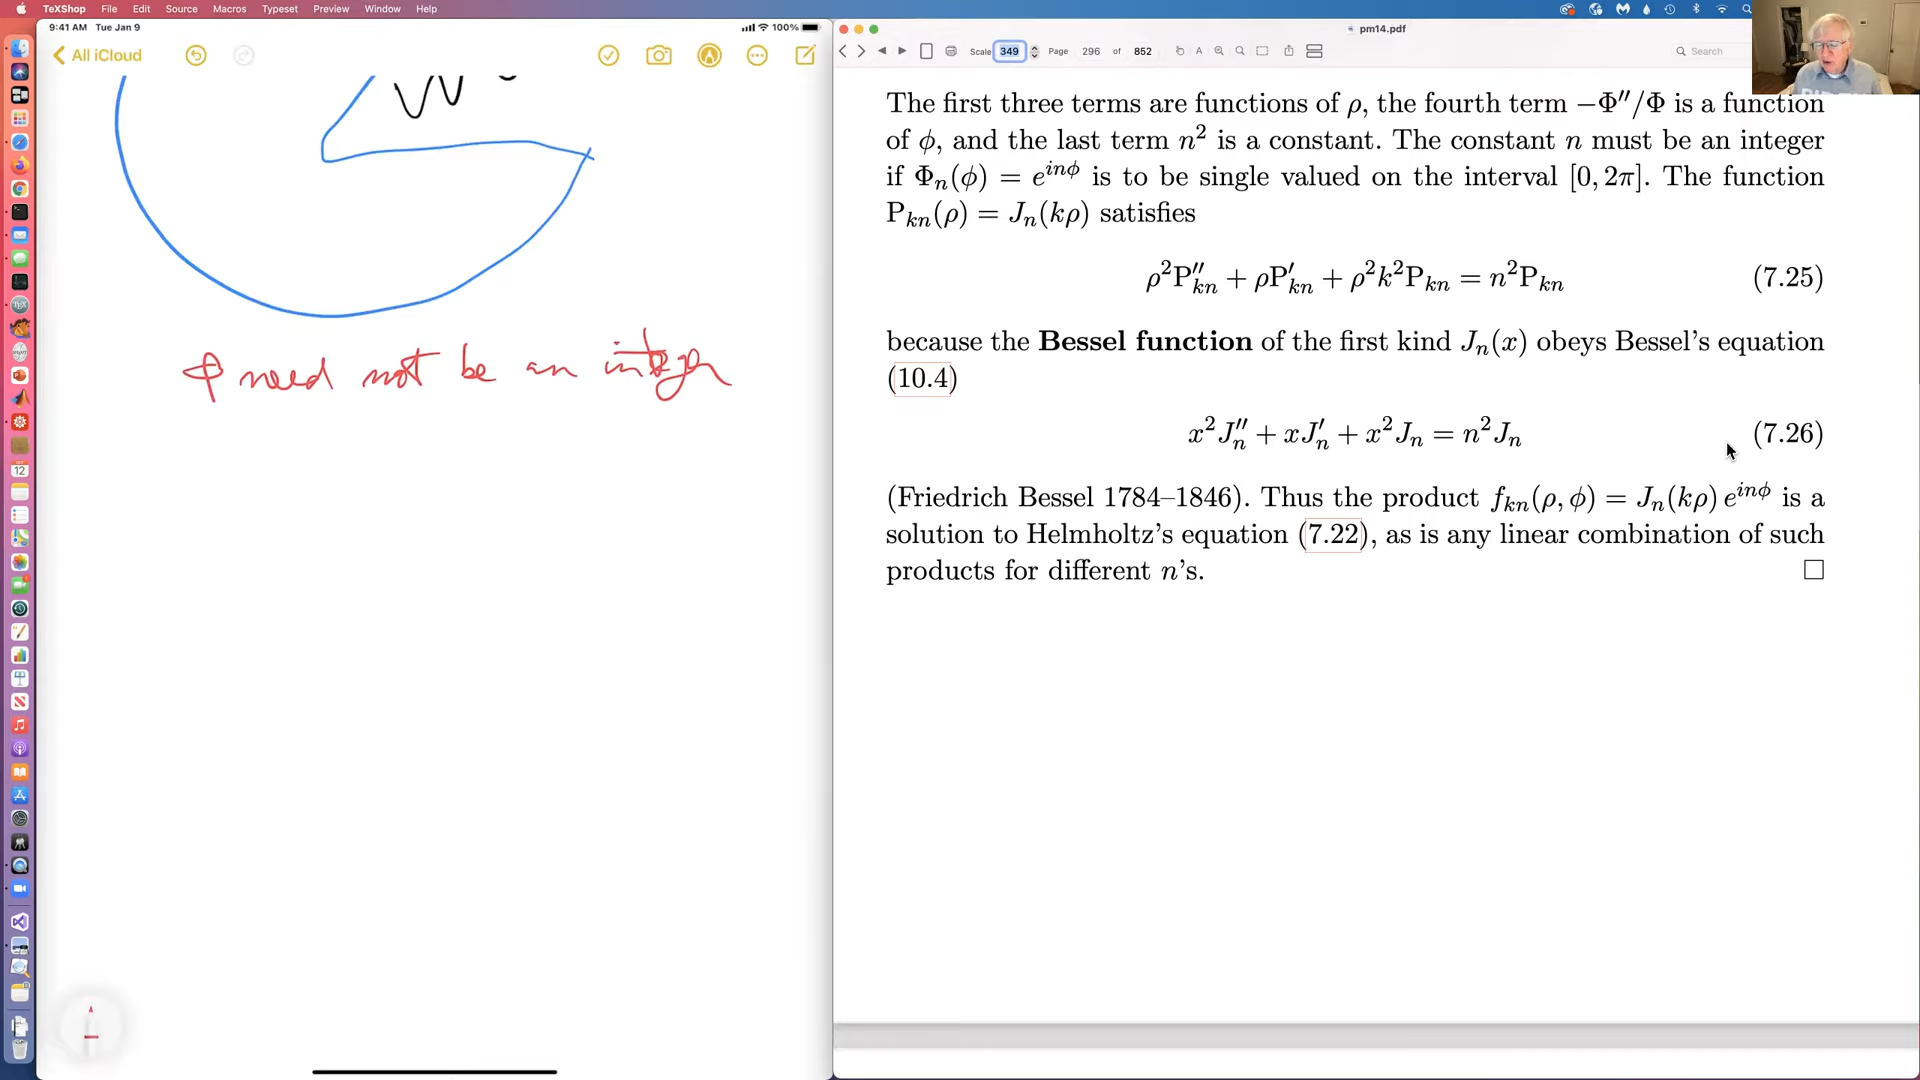 TeXShop File Edit Source Macros Typeset Preview Window Help
9:41 AM Tue Jan 9
100%
All iCloud
W
need not be an integer
pm14.pdf
Scale 349 Page 296 of 852
Search
The first three terms are functions of ρ, the fourth term −Φ″/Φ is a function
of ϕ, and the last term n² is a constant. The constant n must be an integer
if Φₙ(ϕ) = e^{inϕ} is to be single valued on the interval [0, 2π]. The function
P_{kn}(ρ) = Jₙ(kρ) satisfies
ρ²P″_{kn} + ρP′_{kn} + ρ²k²P_{kn} = n²P_{kn} (7.25)
because the Bessel function of the first kind Jₙ(x) obeys Bessel’s equation
(10.4)
x²J″ₙ + xJ′ₙ + x²Jₙ = n²Jₙ (7.26)
(Friedrich Bessel 1784–1846). Thus the product f_{kn}(ρ, ϕ) = Jₙ(kρ) e^{inϕ} is a
solution to Helmholtz’s equation (7.22), as is any linear combination of such
products for different n’s.